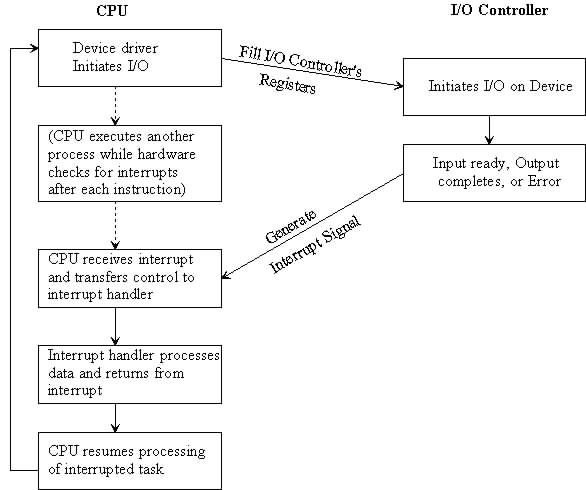 CPU
I/O Controller
Device driver
Initiates I/O
Fill I/O Controller's
Registers
Initiates I/O on Device
(CPU executes another
process while hardware
checks for interrupts
after each instruction)
Input ready, Output
completes, or Error
Generate
Interrupt Signal
CPU receives interrupt
and transfers control to
interrupt handler
Interrupt handler processes
data and returns from
interrupt
CPU resumes processing
of interrupted task